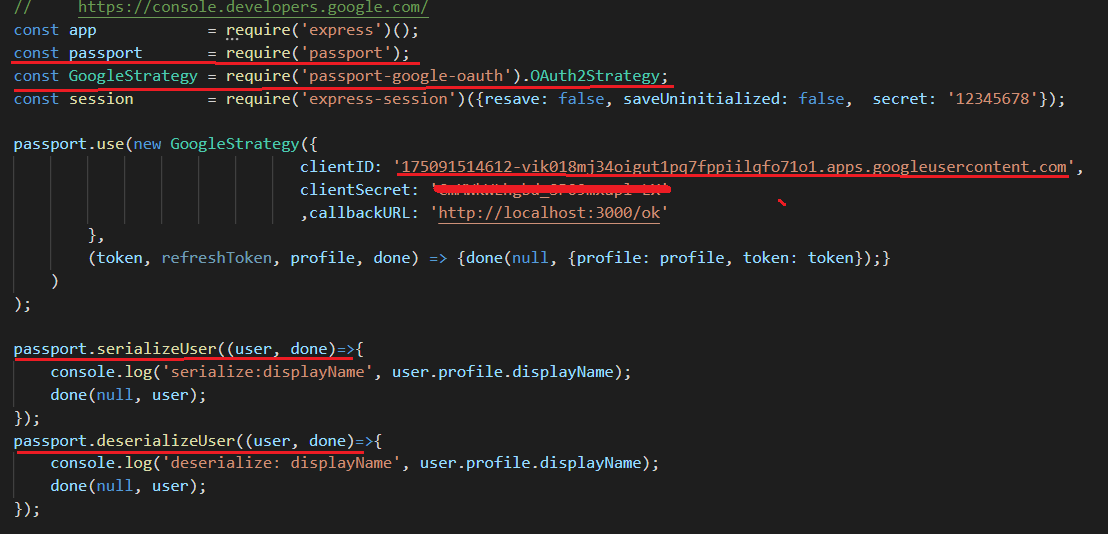 // https://console.developers.google.com/
const app = require('express')();
const passport = require('passport');
const GoogleStrategy = require('passport-google-oauth').OAuth2Strategy;
const session = require('express-session')({resave: false, saveUninitialized: false, secret: '12345678'});
passport.use(new GoogleStrategy({
clientID: '175091514612-vik018mj34oigut1pq7fppiilqfo71o1.apps.googleusercontent.com',
clientSecret:
,callbackURL: 'http://localhost:3000/ok'
},
(token, refreshToken, profile, done) => {done(null, {profile: profile, token: token});}
)
);
passport.serializeUser((user, done)=>{
console.log('serialize:displayName', user.profile.displayName);
done(null, user);
});
passport.deserializeUser((user, done)=>{
console.log('deserialize: displayName', user.profile.displayName);
done(null, user);
});